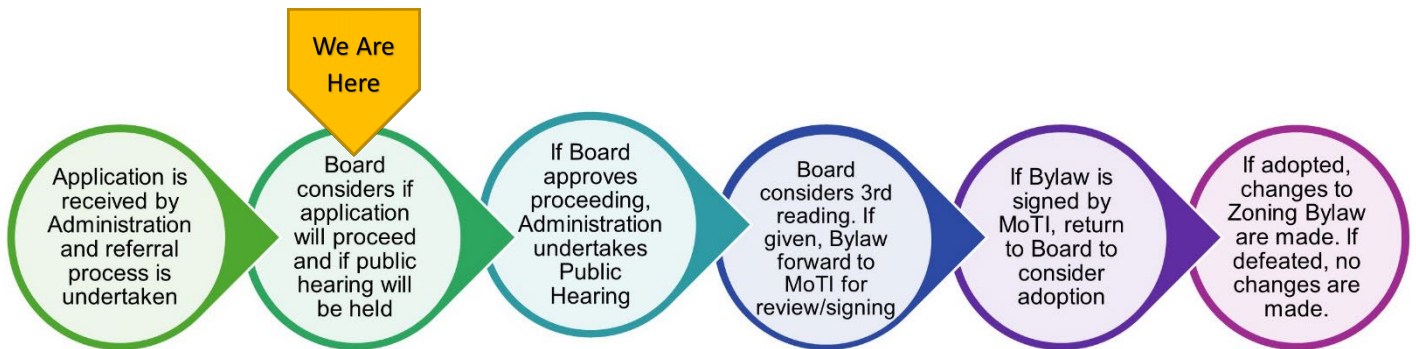 We Are
Here
Application is
received by
Administration
and referral
process is
undertaken
Board
considers if
application
will proceed
and if public
hearing will
be held
If Board
approves
proceeding,
Administration
undertakes
Public
Hearing
Board
considers 3rd
reading. If
given, Bylaw
forward to
MoTI for
review/signing
If Bylaw is
signed by
MoTI, return
to Board to
consider
adoption
If adopted,
changes to
Zoning Bylaw
are made. If
defeated, no
changes are
made.